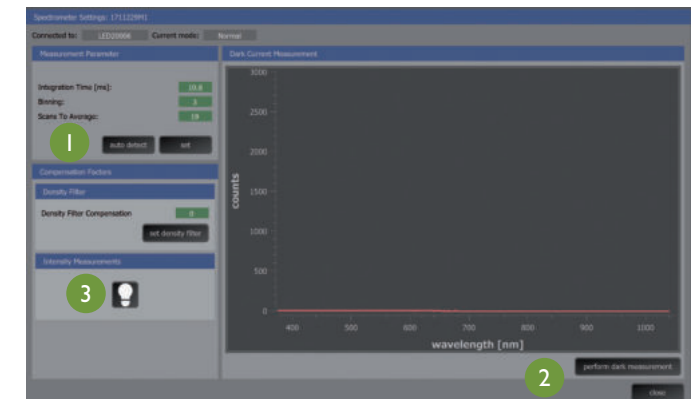 Spectrometer Settings: 1711229M1
Connected to: LED20006 Current mode: Normal
Measurement Parameter
Integration Time [ms]: 10.8
Binning: 3
Scans To Average: 19
1
auto detect set
Compensation Factors
Density Filter
Density Filter Compensation 0
set density filter
Intensity Measurements
3
Dark Current Measurement
3000
2500
2000
1500
1000
500
0
counts
400 500 600 700 800 900 1000
wavelength [nm]
2
perform dark measurement
close